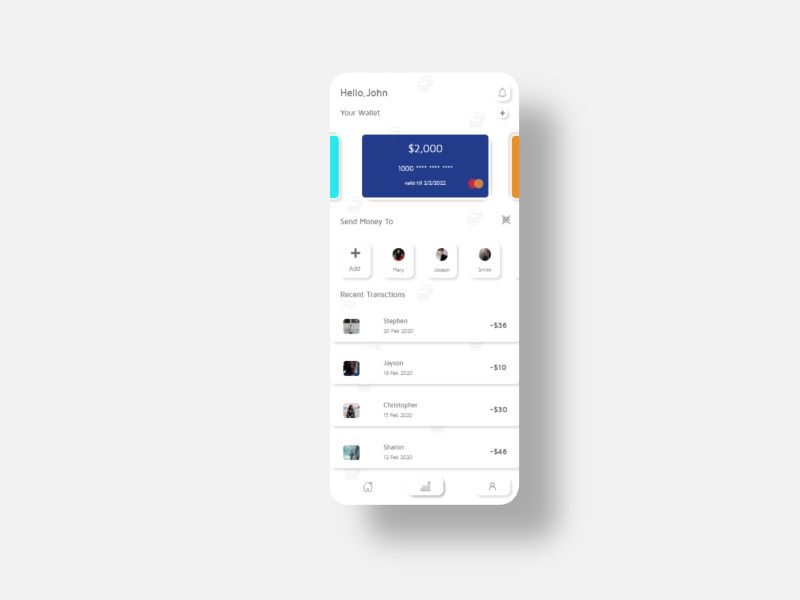 Hello,John
Your Wallet
+
$2,000
1000 **** **** ****
valid till 2/2/2022
Send Money To
+
Add
Mary
Joseph
Smith
Recent Transctions
Stephen
20 Feb 2020
-$36
Jayson
18 Feb 2020
-$10
Christopher
15 Feb 2020
-$30
Sharon
12 Feb 2020
-$46